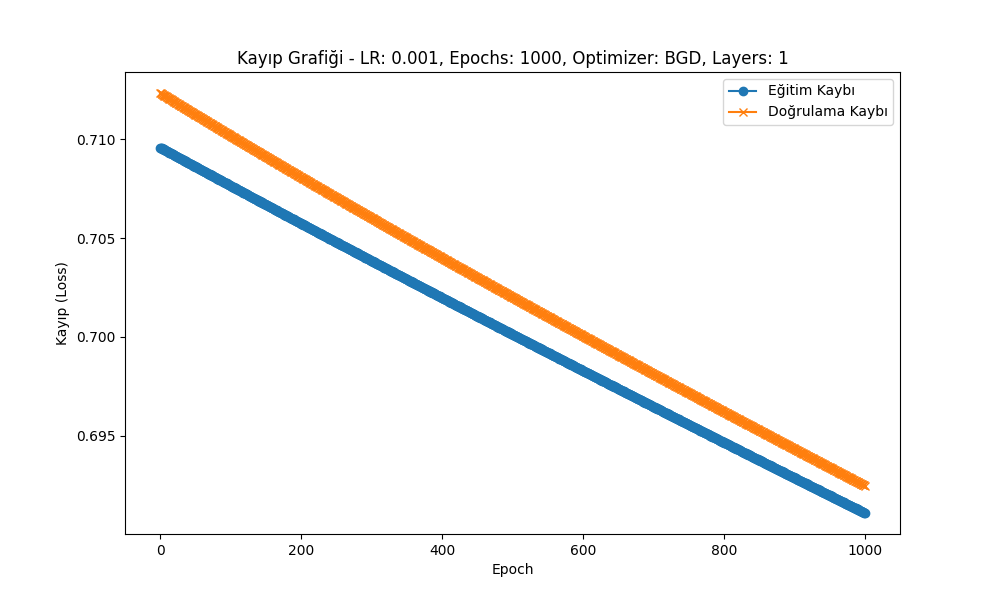 Kayıp Grafiği - LR: 0.001, Epochs: 1000, Optimizer: BGD, Layers: 1
Eğitim Kaybı
Doğrulama Kaybı
Kayıp (Loss)
0.710
0.705
0.700
0.695
0 200 400 600 800 1000
Epoch